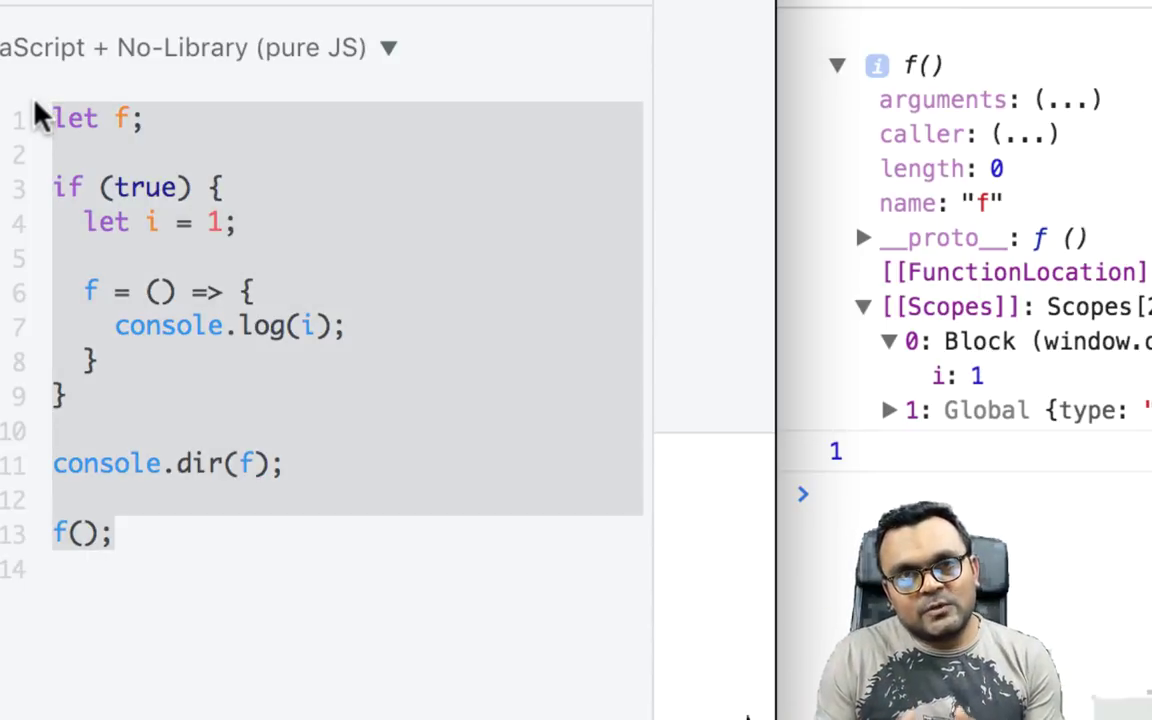 aScript + No-Library (pure JS) ▼
1 let f;
2
3 if (true) {
4 let i = 1;
5
6 f = () => {
7 console.log(i);
8 }
9 }
10
11 console.dir(f);
12
13 f();
14
▼ i f()
arguments: (...)
caller: (...)
length: 0
name: "f"
▶ __proto__: ƒ ()
[[FunctionLocation]
▼ [[Scopes]]: Scopes[2
▼ 0: Block (window.c
i: 1
▶ 1: Global {type: "
1
>